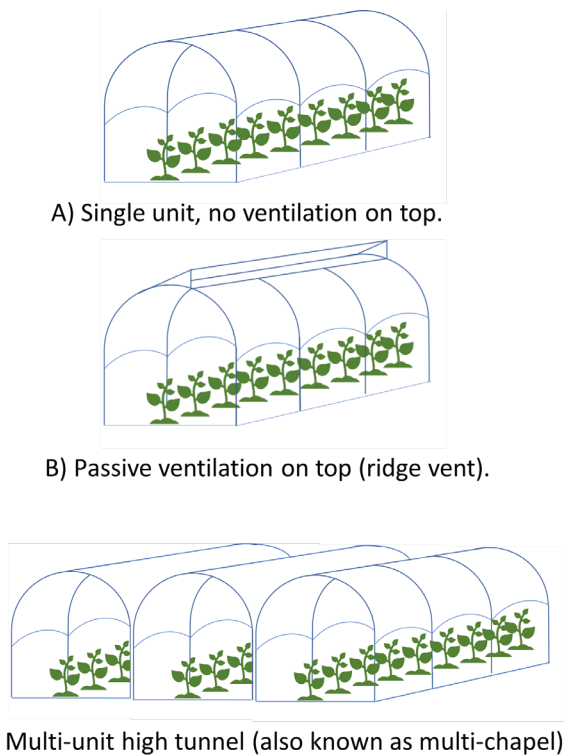 A) Single unit, no ventilation on top.
B) Passive ventilation on top (ridge vent).
Multi-unit high tunnel (also known as multi-chapel)